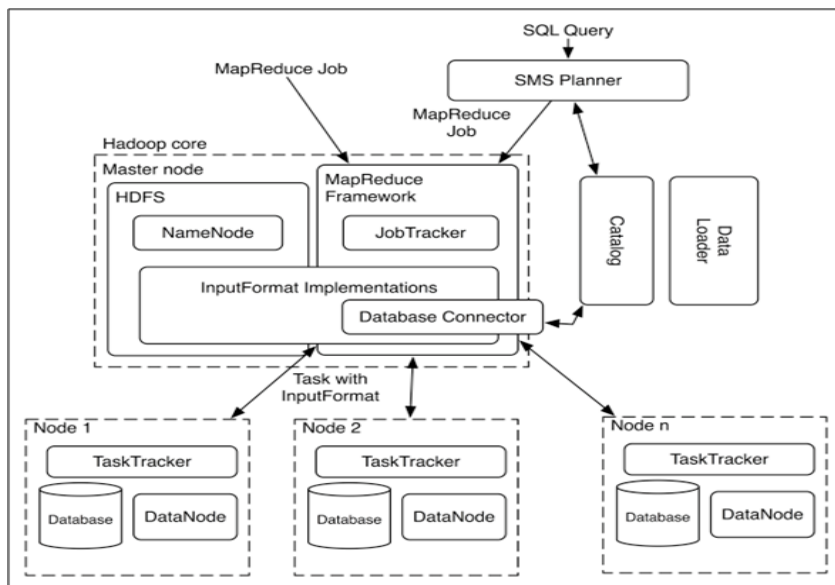 SQL Query
SMS Planner
MapReduce Job
MapReduce
Job
Hadoop core
Master node
HDFS
NameNode
MapReduce
Framework
JobTracker
InputFormat Implementations
Database Connector
Catalog
Data
Loader
Task with
InputFormat
Node 1
TaskTracker
Database
DataNode
Node 2
TaskTracker
Database
DataNode
Node n
TaskTracker
Database
DataNode